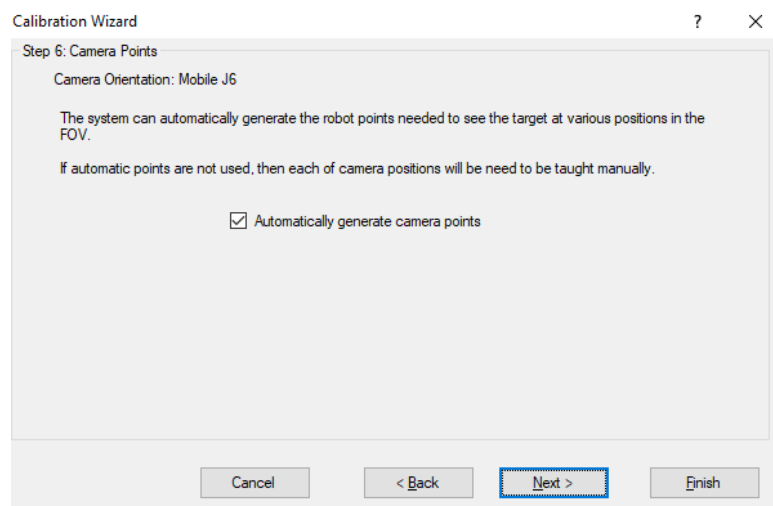 Calibration Wizard ? ×
Step 6: Camera Points
Camera Orientation: Mobile J6
The system can automatically generate the robot points needed to see the target at various positions in the
FOV.
If automatic points are not used, then each of camera positions will be need to be taught manually.
Automatically generate camera points
Cancel < Back Next > Finish